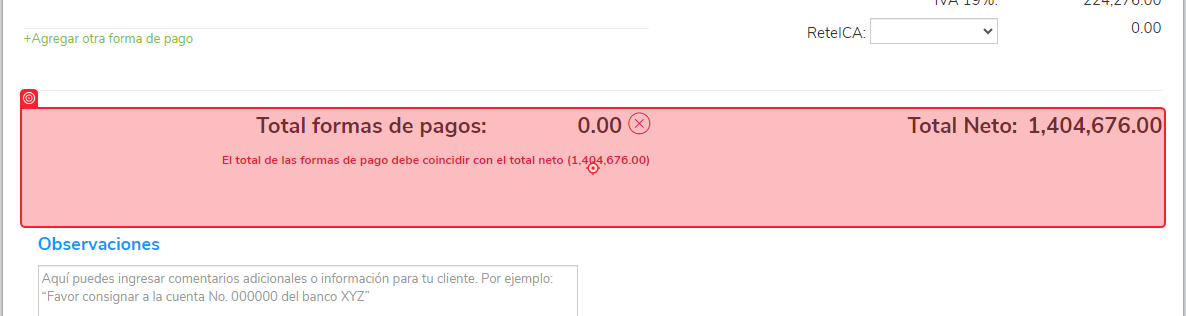 IVA 19%: 224,276.00
+Agregar otra forma de pago
ReteICA: 0.00
Total formas de pagos: 0.00
Total Neto: 1,404,676.00
El total de las formas de pago debe coincidir con el total neto (1,404,676.00)
Observaciones
Aquí puedes ingresar comentarios adicionales o información para tu cliente. Por ejemplo:
“Favor consignar a la cuenta No. 000000 del banco XYZ”